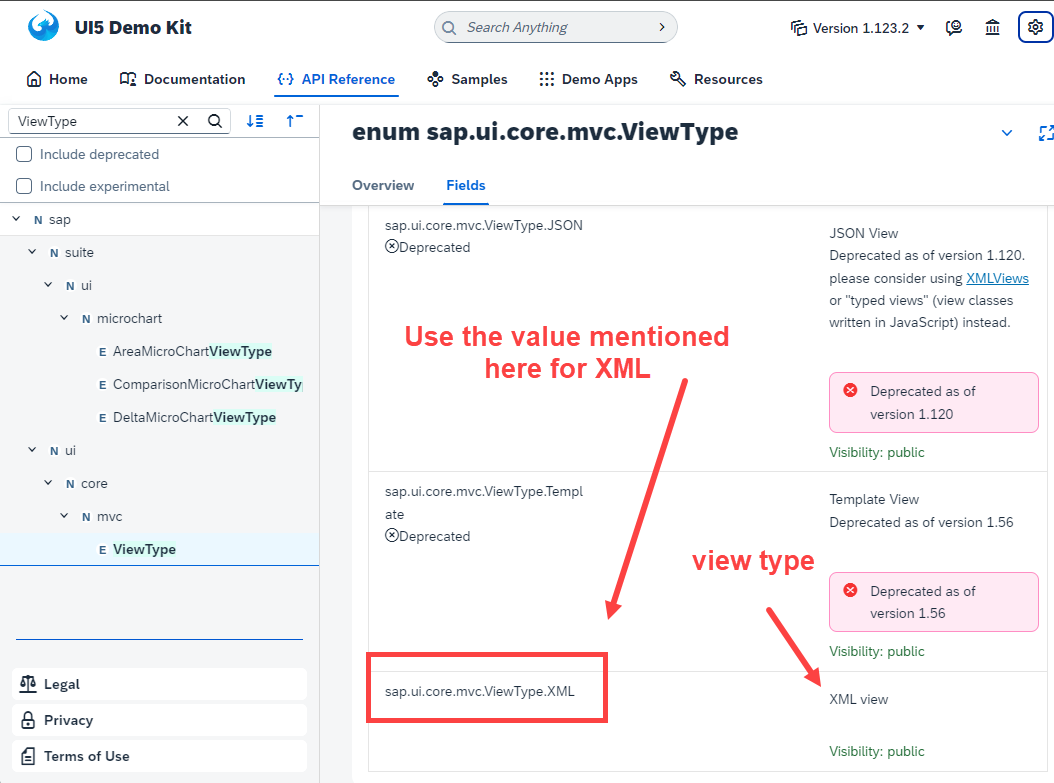 UI5 Demo Kit
Search Anything
Version 1.123.2
Home
Documentation
API Reference
Samples
Demo Apps
Resources
ViewType
Include deprecated
Include experimental
N sap
N suite
N ui
N microchart
E AreaMicroChartViewType
E ComparisonMicroChartViewTy
E DeltaMicroChartViewType
N ui
N core
N mvc
E ViewType
Legal
Privacy
Terms of Use
enum sap.ui.core.mvc.ViewType
Overview
Fields
sap.ui.core.mvc.ViewType.JSON
Deprecated
JSON View
Deprecated as of version 1.120.
please consider using XMLViews
or "typed views" (view classes
written in JavaScript) instead.
Deprecated as of
version 1.120
Visibility: public
Use the value mentioned
here for XML
sap.ui.core.mvc.ViewType.Templ
ate
Deprecated
Template View
Deprecated as of version 1.56
Deprecated as of
version 1.56
Visibility: public
view type
sap.ui.core.mvc.ViewType.XML
XML view
Visibility: public